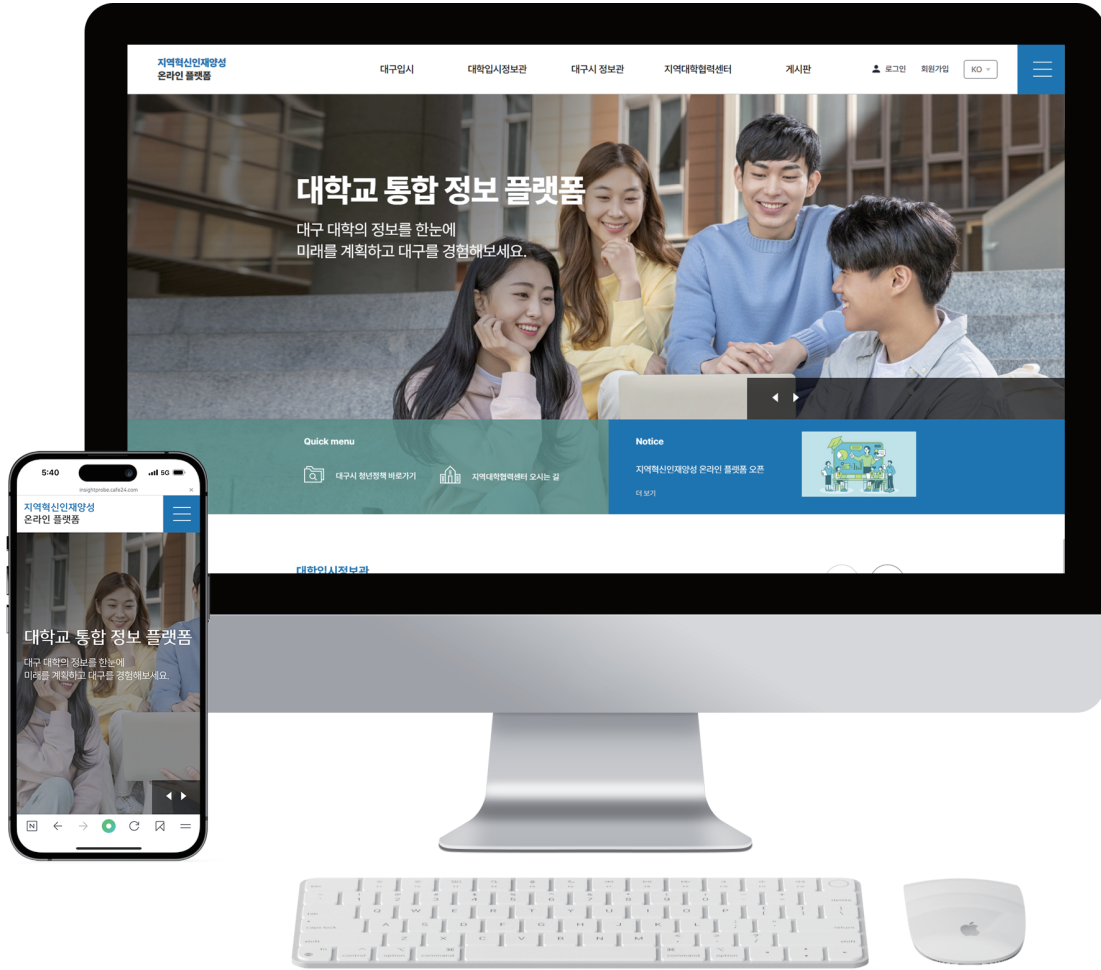 지역혁신인재양성
온라인 플랫폼
대구입시
대학입시정보관
대구시 정보관
지역대학협력센터
게시판
로그인
회원가입
KO
대학교 통합 정보 플랫폼
대구 대학의 정보를 한눈에
미래를 계획하고 대구를 경험해보세요.
Quick menu
대구시 청년정책 바로가기
지역대학협력센터 오시는 길
Notice
지역혁신인재양성 온라인 플랫폼 오픈
더 보기
대학입시정보관
5:40
5G
insightprobe.cafe24.com
지역혁신인재양성
온라인 플랫폼
대학교 통합 정보 플랫폼
대구 대학의 정보를 한눈에
미래를 계획하고 대구를 경험해보세요.
N
Q W E R T Y U I O P
A S D F G H J K L
Z X C V B N M